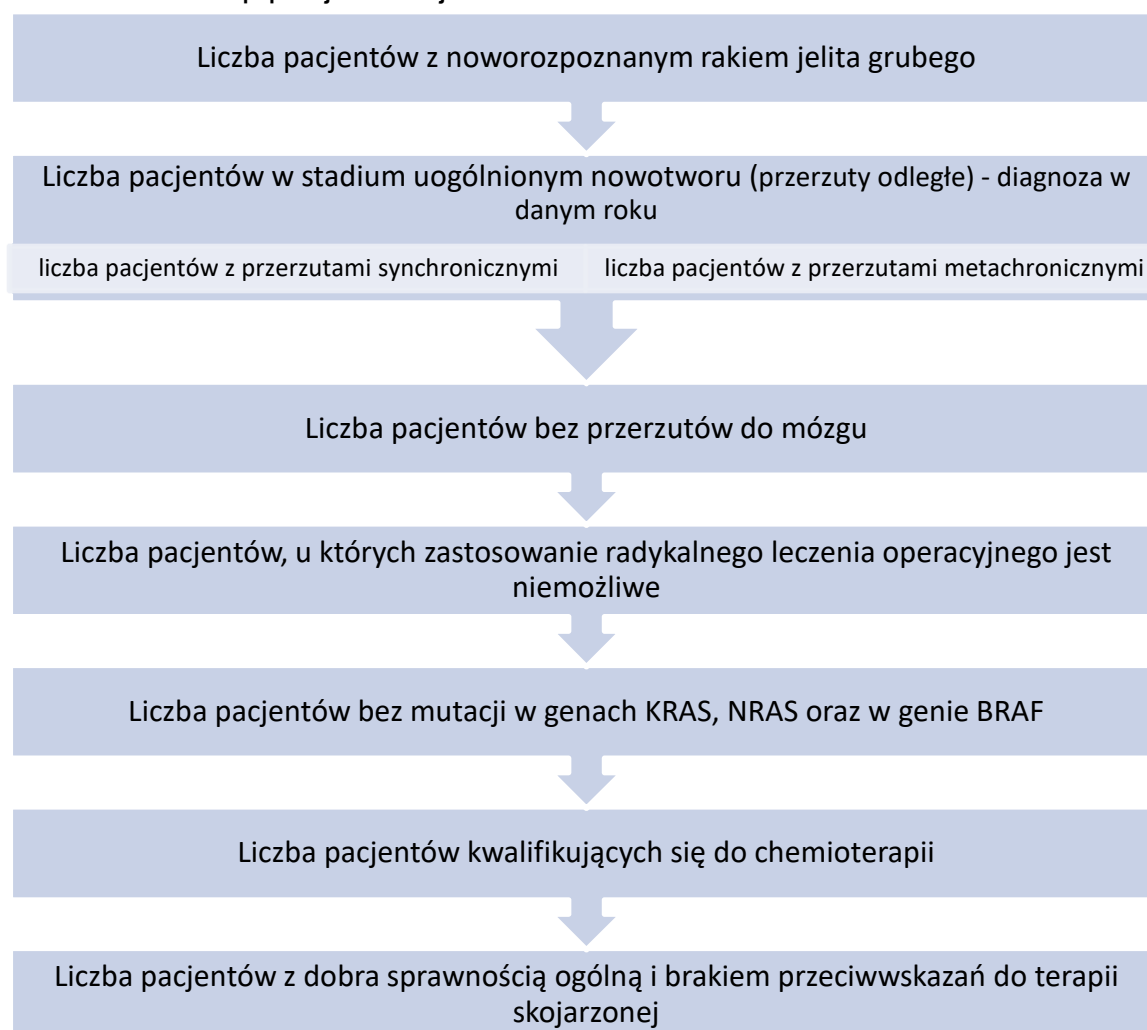 Liczba pacjentów z noworozpoznanym rakiem jelita grubego
Liczba pacjentów w stadium uogólnionym nowotworu (przerzuty odległe) - diagnoza w
danym roku
liczba pacjentów z przerzutami synchronicznymi
liczba pacjentów z przerzutami metachronicznymi
Liczba pacjentów bez przerzutów do mózgu
Liczba pacjentów, u których zastosowanie radykalnego leczenia operacyjnego jest
niemożliwe
Liczba pacjentów bez mutacji w genach KRAS, NRAS oraz w genie BRAF
Liczba pacjentów kwalifikujących się do chemioterapii
Liczba pacjentów z dobra sprawnością ogólną i brakiem przeciwwskazań do terapii
skojarzonej